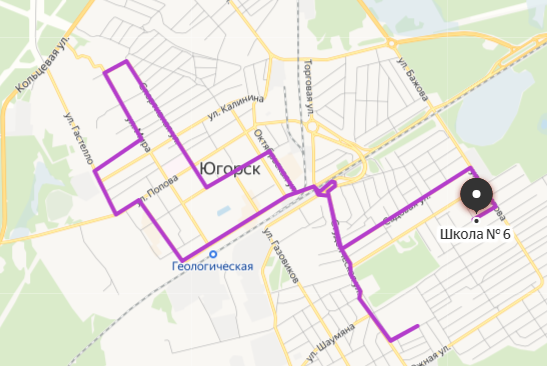 Кольцевая ул.
Торговая ул.
ул. Бажова
ул. Калинина
ул. Гастелло
ул. Мира
Югорск
ул. Попова
Садовая ул.
Школа № 6
ул. Газовиков
Геологическая
ул. Шаумяна